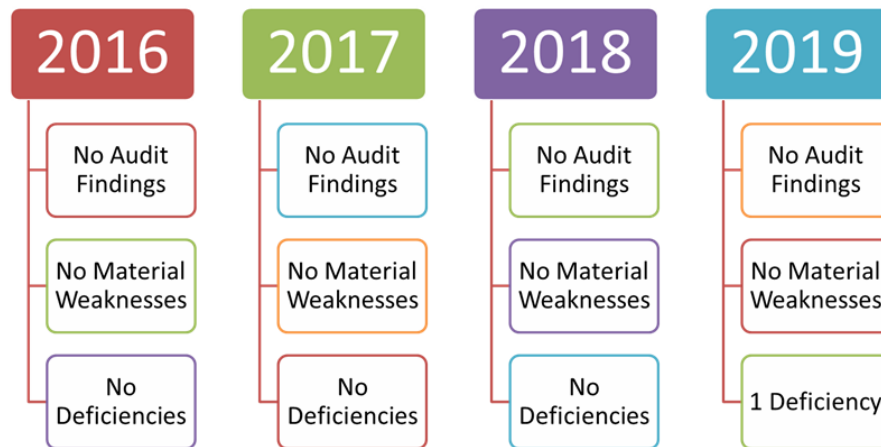 2016
No Audit
Findings
No Material
Weaknesses
No
Deficiencies
2017
No Audit
Findings
No Material
Weaknesses
No
Deficiencies
2018
No Audit
Findings
No Material
Weaknesses
No
Deficiencies
2019
No Audit
Findings
No Material
Weaknesses
1 Deficiency